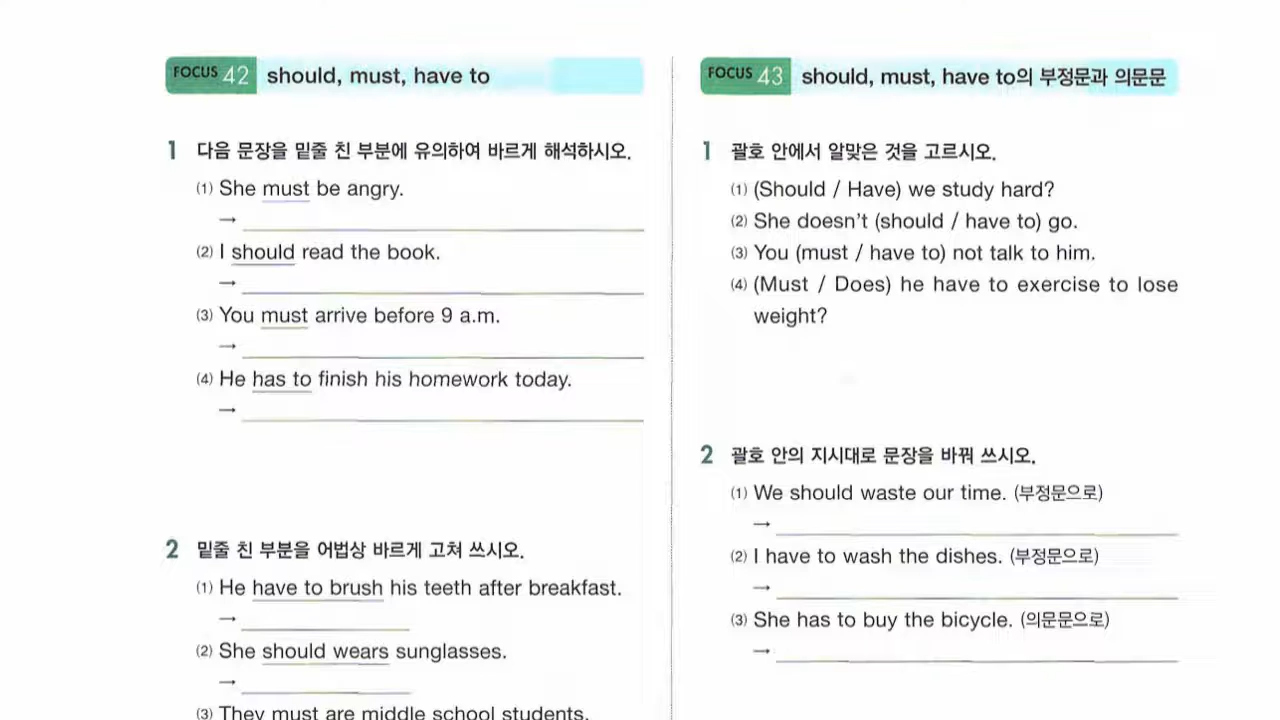 FOCUS 42 should, must, have to
1 다음 문장을 밑줄 친 부분에 유의하여 바르게 해석하시오.
(1) She must be angry.
→
(2) I should read the book.
→
(3) You must arrive before 9 a.m.
→
(4) He has to finish his homework today.
→
2 밑줄 친 부분을 어법상 바르게 고쳐 쓰시오.
(1) He have to brush his teeth after breakfast.
→
(2) She should wears sunglasses.
→
(3) They must are middle school students.
FOCUS 43 should, must, have to의 부정문과 의문문
1 괄호 안에서 알맞은 것을 고르시오.
(1) (Should / Have) we study hard?
(2) She doesn't (should / have to) go.
(3) You (must / have to) not talk to him.
(4) (Must / Does) he have to exercise to lose
weight?
2 괄호 안의 지시대로 문장을 바꿔 쓰시오.
(1) We should waste our time. (부정문으로)
→
(2) I have to wash the dishes. (부정문으로)
→
(3) She has to buy the bicycle. (의문문으로)
→